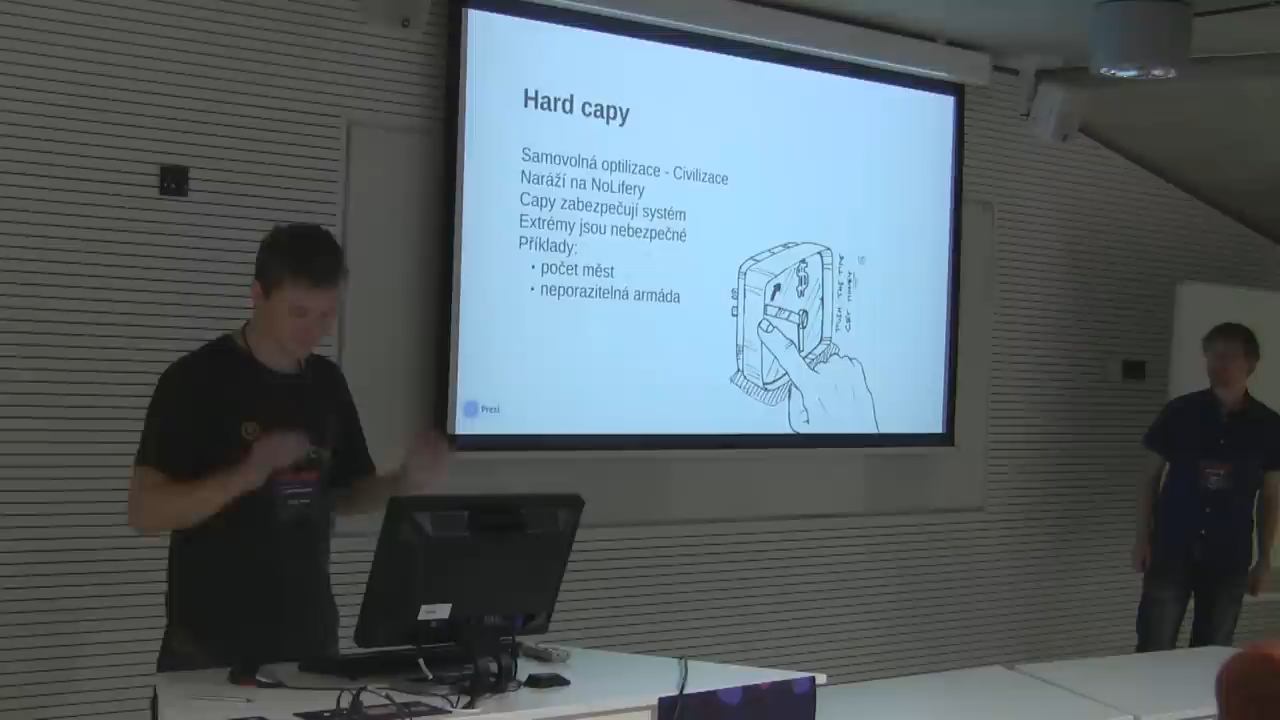 Hard capy
Samovolná optilizace - Civilizace
Naráží na NoLifery
Capy zabezpečují systém
Extrémy jsou nebezpečné
Příklady:
• počet měst
• neporazitelná armáda
Prezi